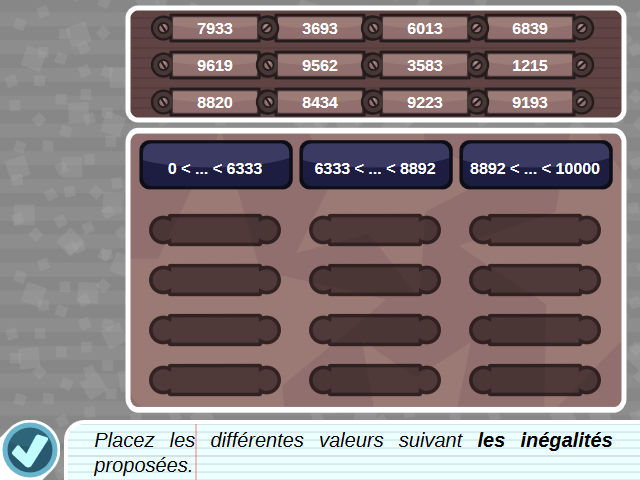 7933 3693 6013 6839
9619 9562 3583 1215
8820 8434 9223 9193
0 < ... < 6333 6333 < ... < 8892 8892 < ... < 10000
Placez les différentes valeurs suivant les inégalités
proposées.